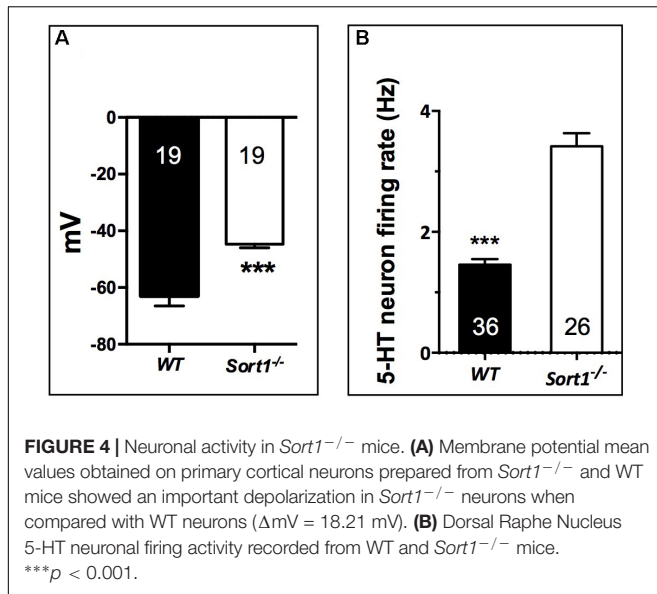 A
B
0
-20
-40
-60
-80
mV
19
19
***
WT
Sort1-/-
5-HT neuron firing rate (Hz)
4
2
0
***
36
26
WT
Sort1-/-
FIGURE 4 | Neuronal activity in Sort1−/− mice. (A) Membrane potential mean
values obtained on primary cortical neurons prepared from Sort1−/− and WT
mice showed an important depolarization in Sort1−/− neurons when
compared with WT neurons (ΔmV = 18.21 mV). (B) Dorsal Raphe Nucleus
5-HT neuronal firing activity recorded from WT and Sort1−/− mice.
***p < 0.001.